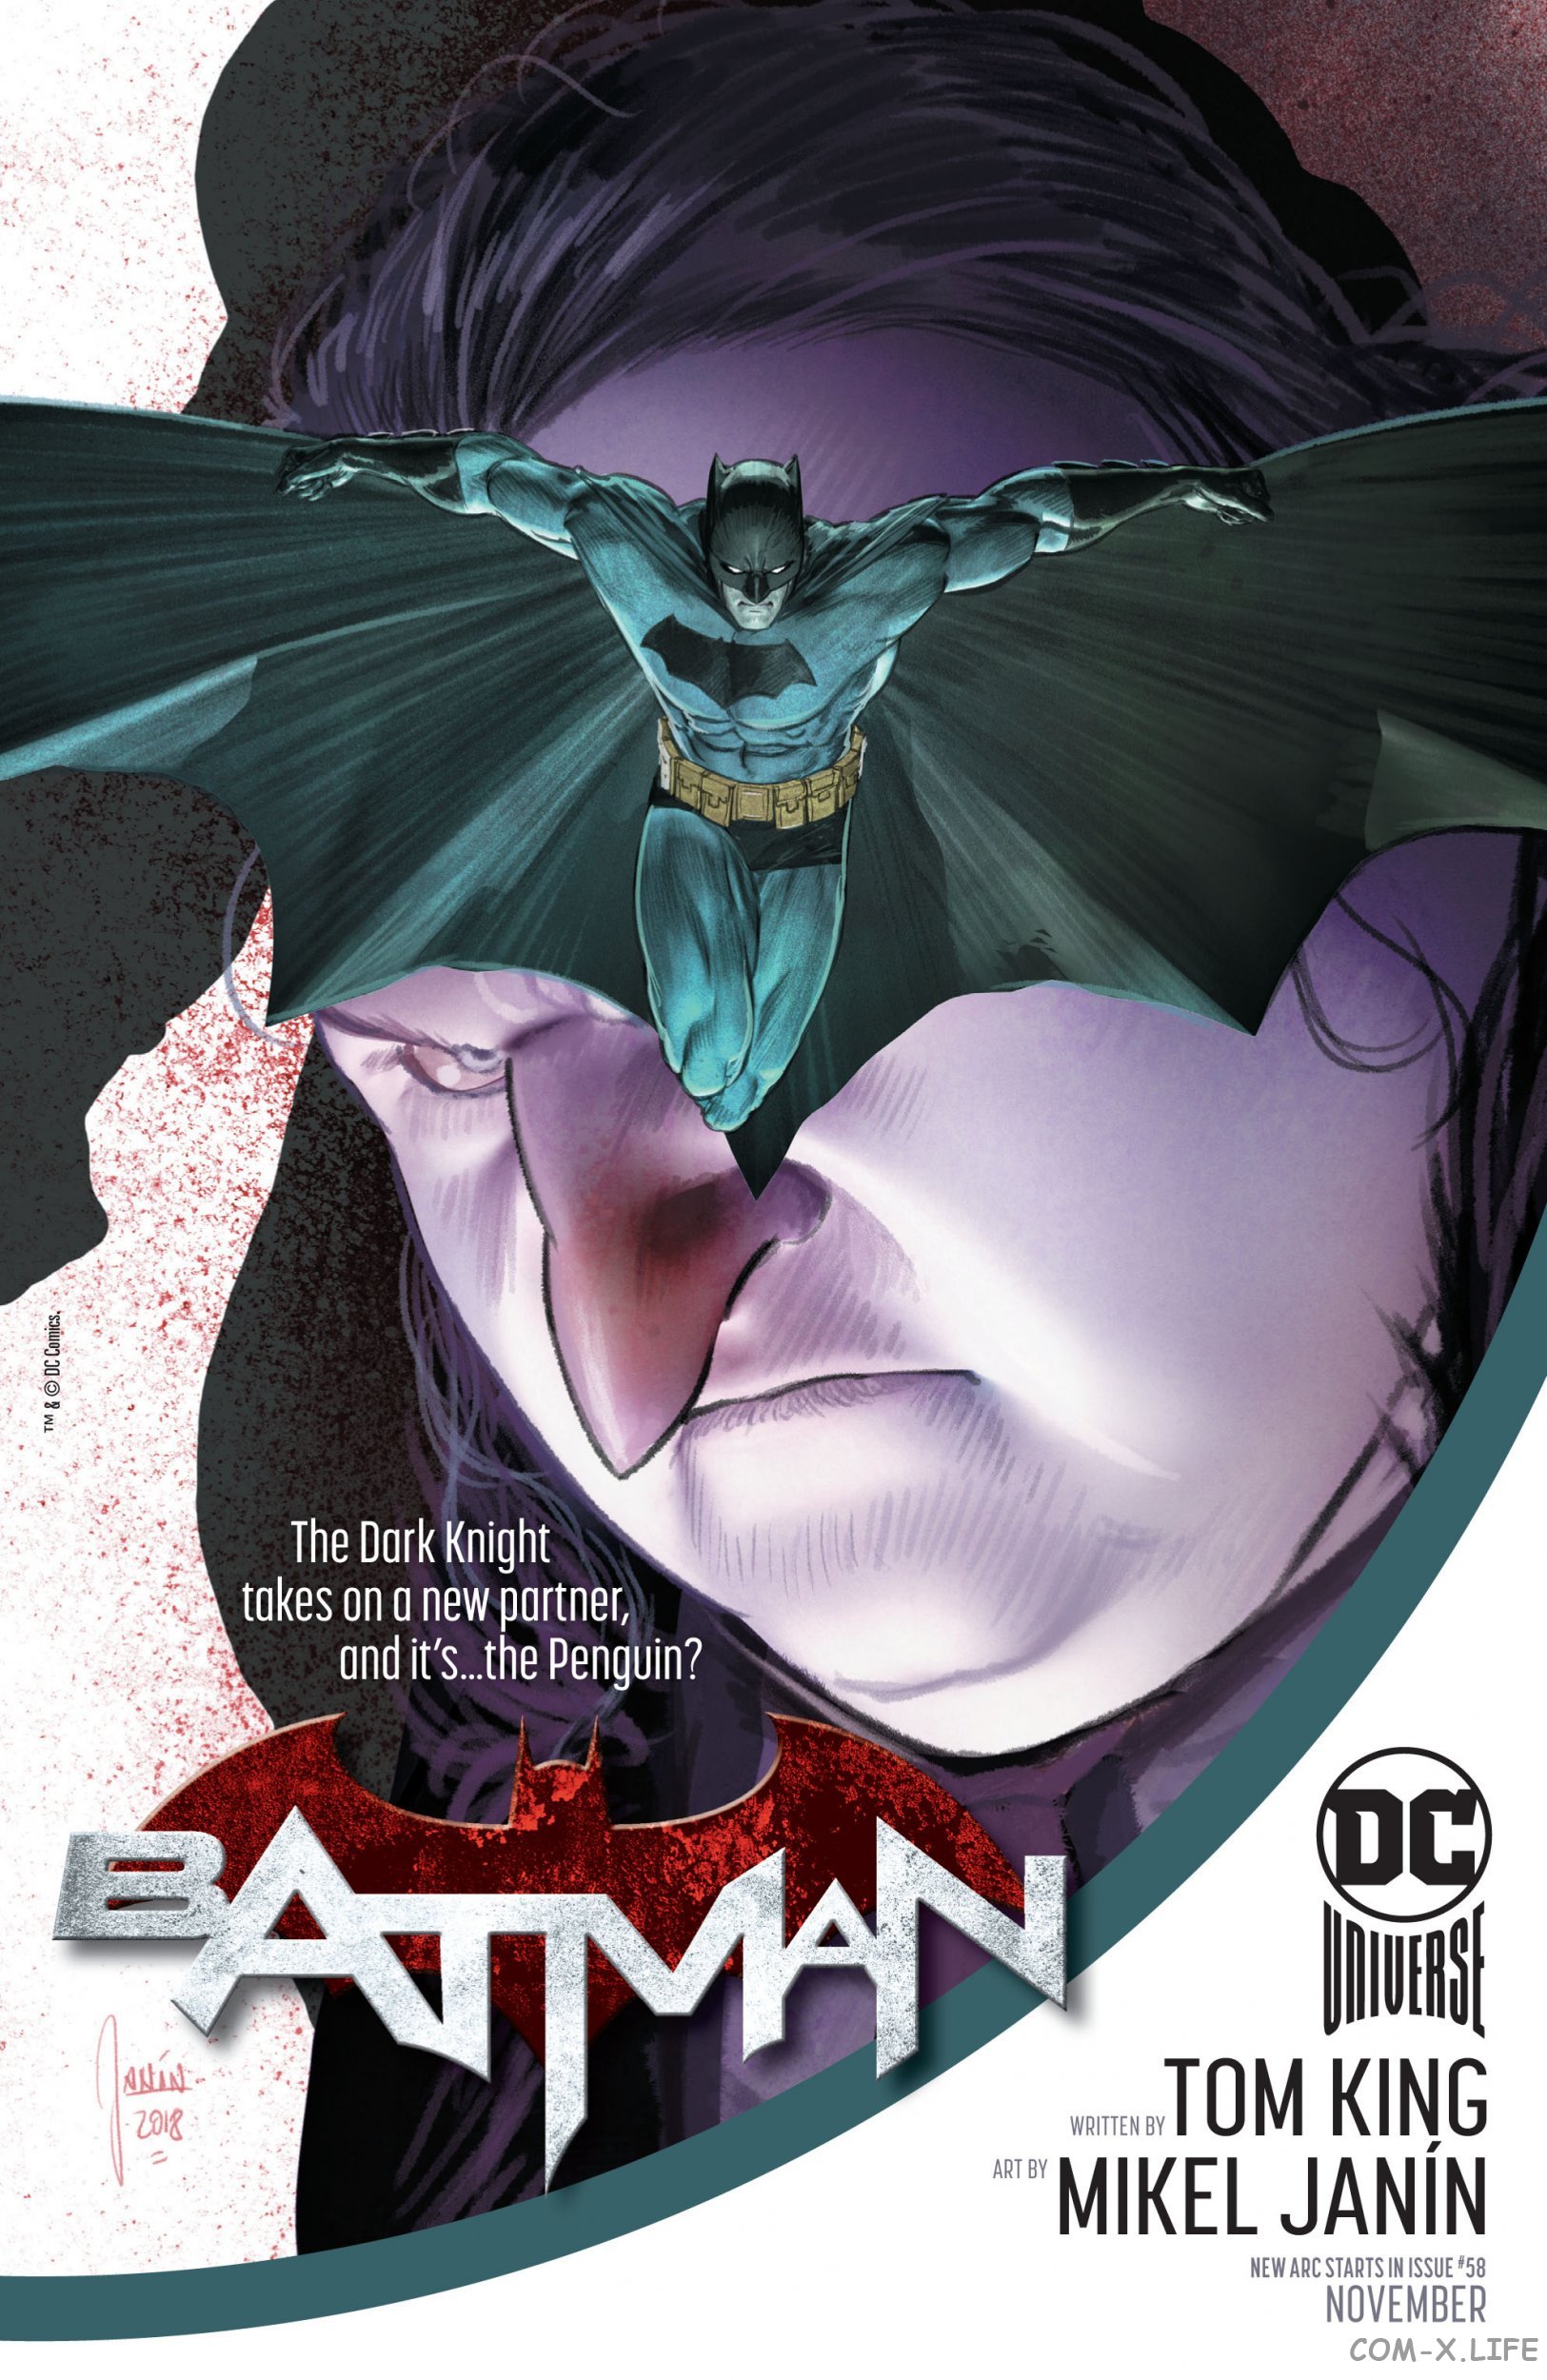 ™ & © DC Comics.
The Dark Knight
takes on a new partner,
and it's...the Penguin?
BATMAN
JANÍN
2018
DC
UNIVERSE
WRITTEN BY TOM KING
ART BY MIKEL JANÍN
NEW ARC STARTS IN ISSUE #58
NOVEMBER
COM-X.LIFE